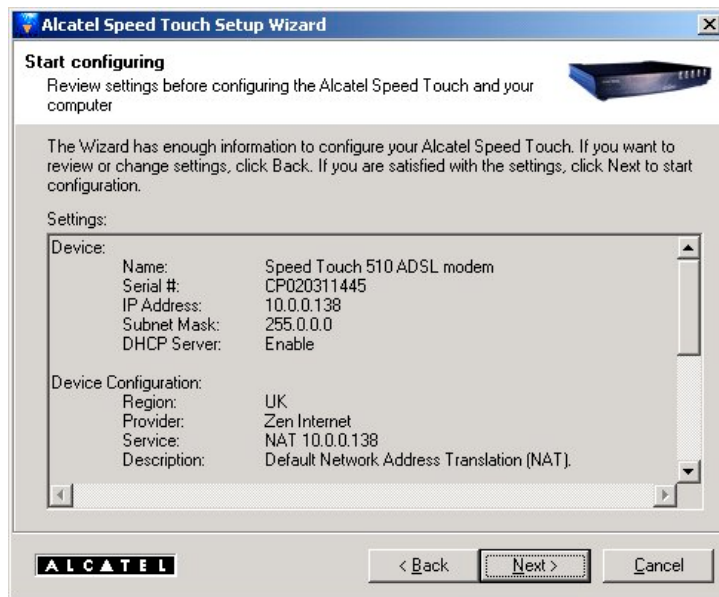 Alcatel Speed Touch Setup Wizard
Start configuring
Review settings before configuring the Alcatel Speed Touch and your
computer
The Wizard has enough information to configure your Alcatel Speed Touch. If you want to
review or change settings, click Back. If you are satisfied with the settings, click Next to start
configuration.
Settings:
Device:
Name: Speed Touch 510 ADSL modem
Serial #: CP020311445
IP Address: 10.0.0.138
Subnet Mask: 255.0.0.0
DHCP Server: Enable
Device Configuration:
Region: UK
Provider: Zen Internet
Service: NAT 10.0.0.138
Description: Default Network Address Translation (NAT).
ALCATEL
< Back Next > Cancel